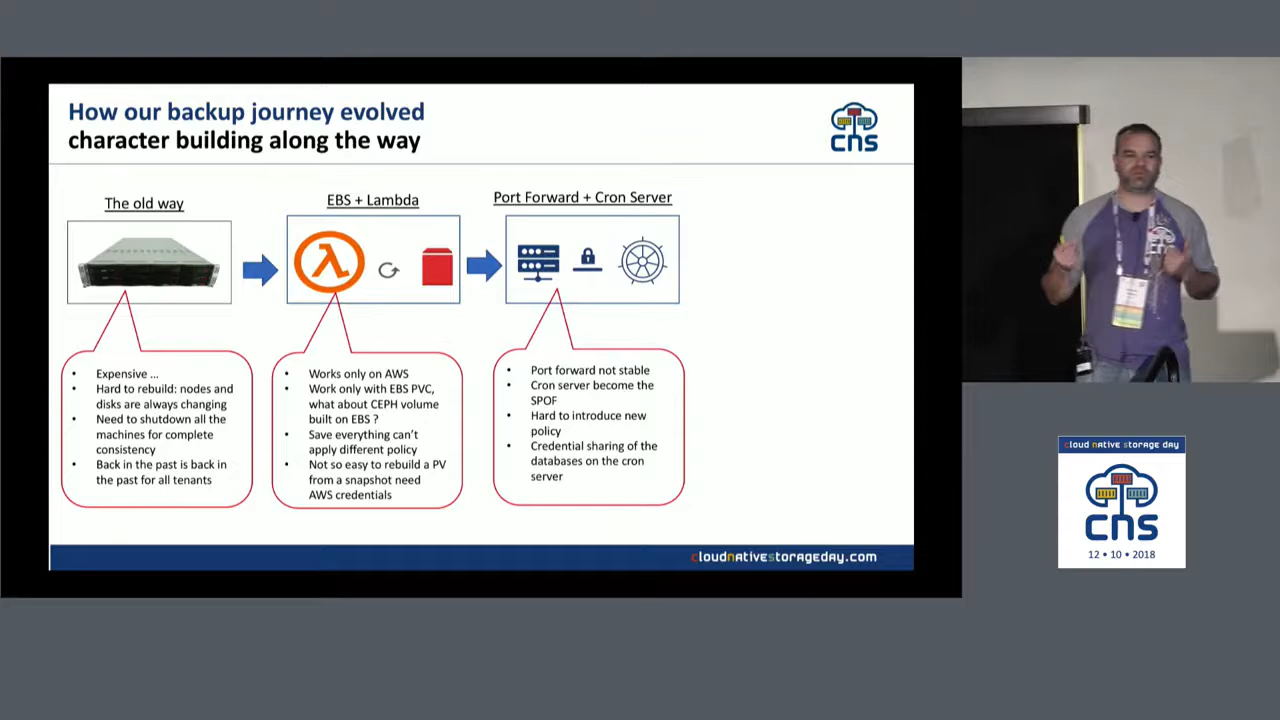 How our backup journey evolved
character building along the way
cns
The old way
EBS + Lambda
Port Forward + Cron Server
λ
• Expensive ...
• Hard to rebuild: nodes and
disks are always changing
• Need to shutdown all the
machines for complete
consistency
• Back in the past is back in
the past for all tenants
• Works only on AWS
• Work only with EBS PVC,
what about CEPH volume
built on EBS ?
• Save everything can't
apply different policy
• Not so easy to rebuild a PV
from a snapshot need
AWS credentials
• Port forward not stable
• Cron server become the
SPOF
• Hard to introduce new
policy
• Credential sharing of the
databases on the cron
server
cloudnativestorageday.com
cloud native storage day
cns
12 • 10 • 2018